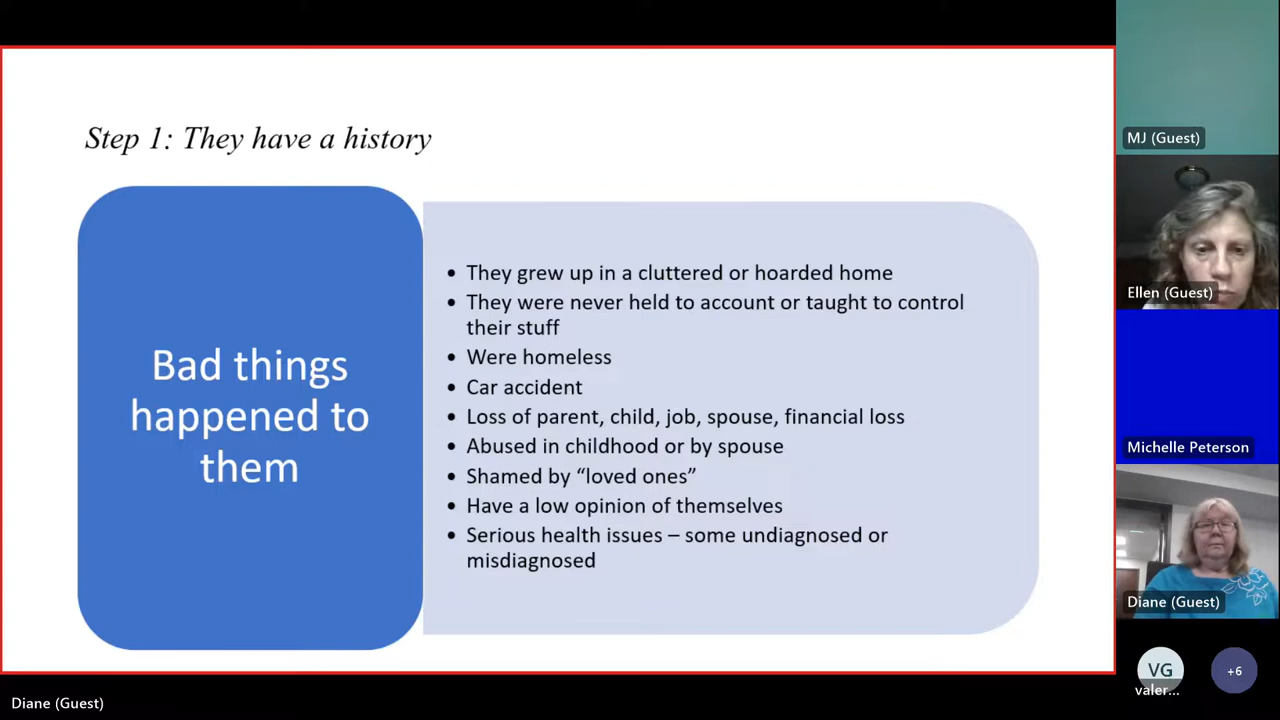 Step 1: They have a history
Bad things
happened to
them
• They grew up in a cluttered or hoarded home
• They were never held to account or taught to control
their stuff
• Were homeless
• Car accident
• Loss of parent, child, job, spouse, financial loss
• Abused in childhood or by spouse
• Shamed by “loved ones”
• Have a low opinion of themselves
• Serious health issues – some undiagnosed or
misdiagnosed
MJ (Guest)
Ellen (Guest)
Michelle Peterson
Diane (Guest)
VG
valer...
+6
Diane (Guest)